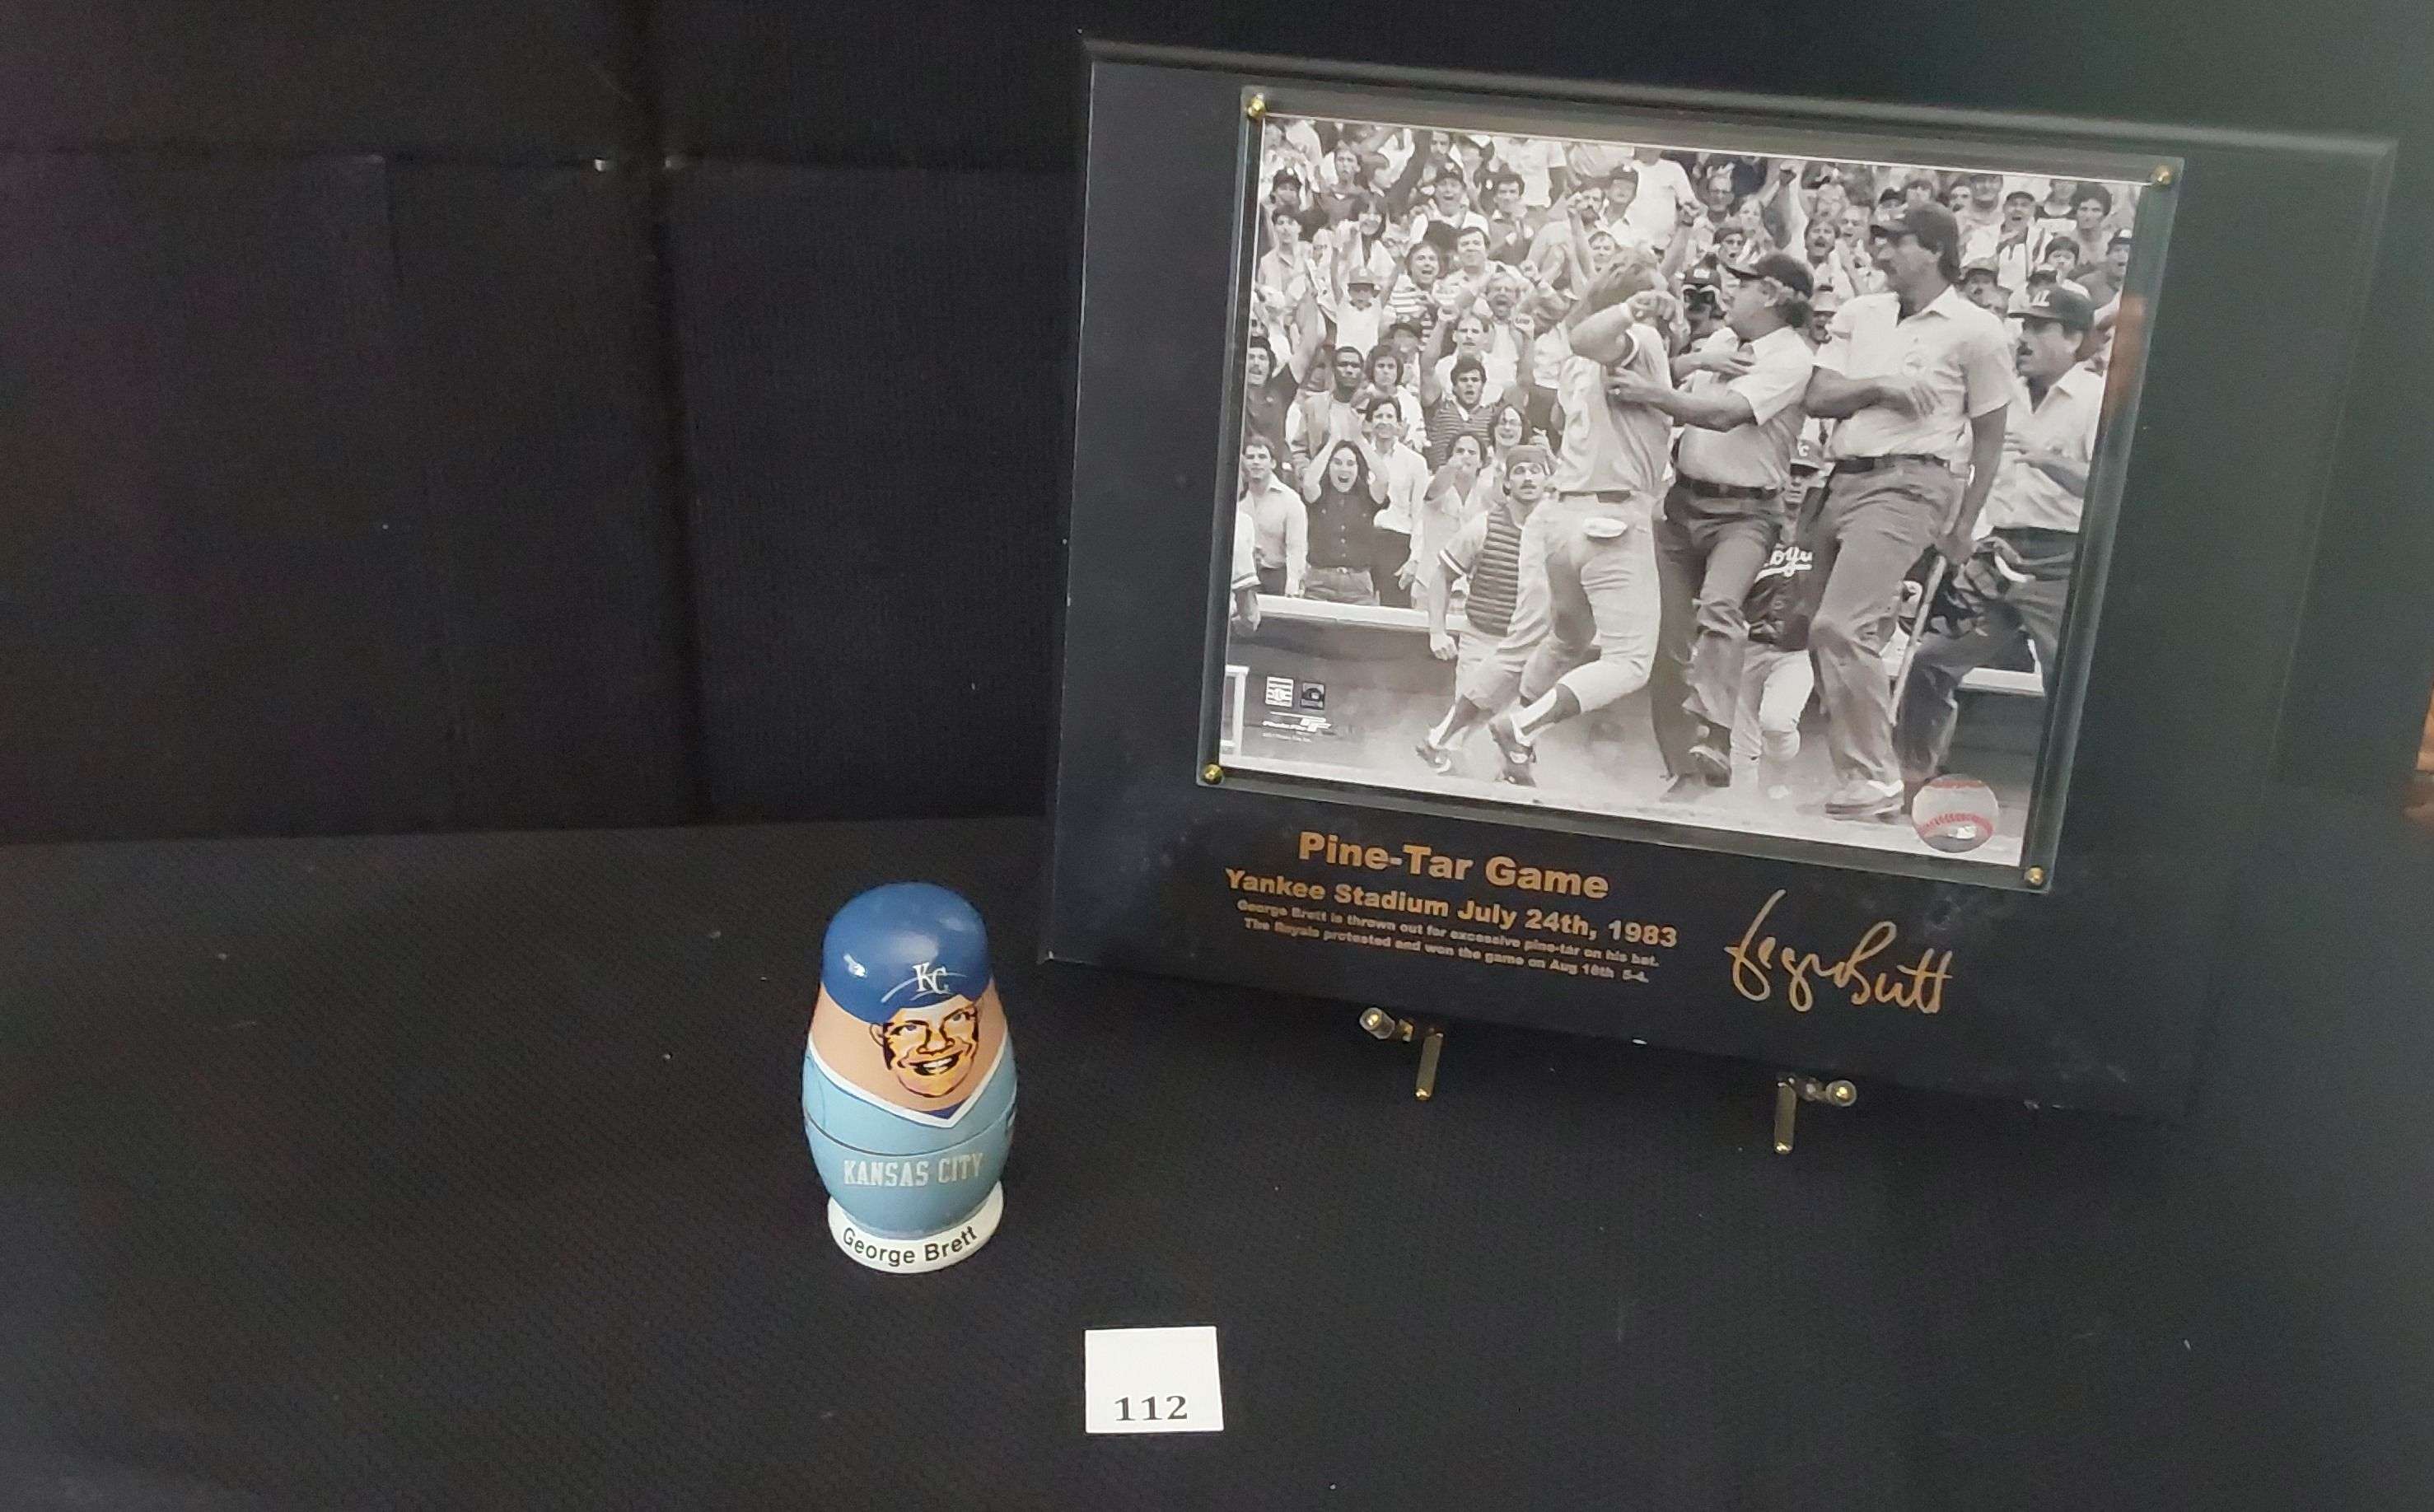 Pine-Tar Game
Yankee Stadium July 24th, 1983
George Brett is thrown out for excessive pine-tar on his bat.
The Royals protested and won the game on Aug 18th 5-4.
George Brett
KC
KANSAS CITY
George Brett
112